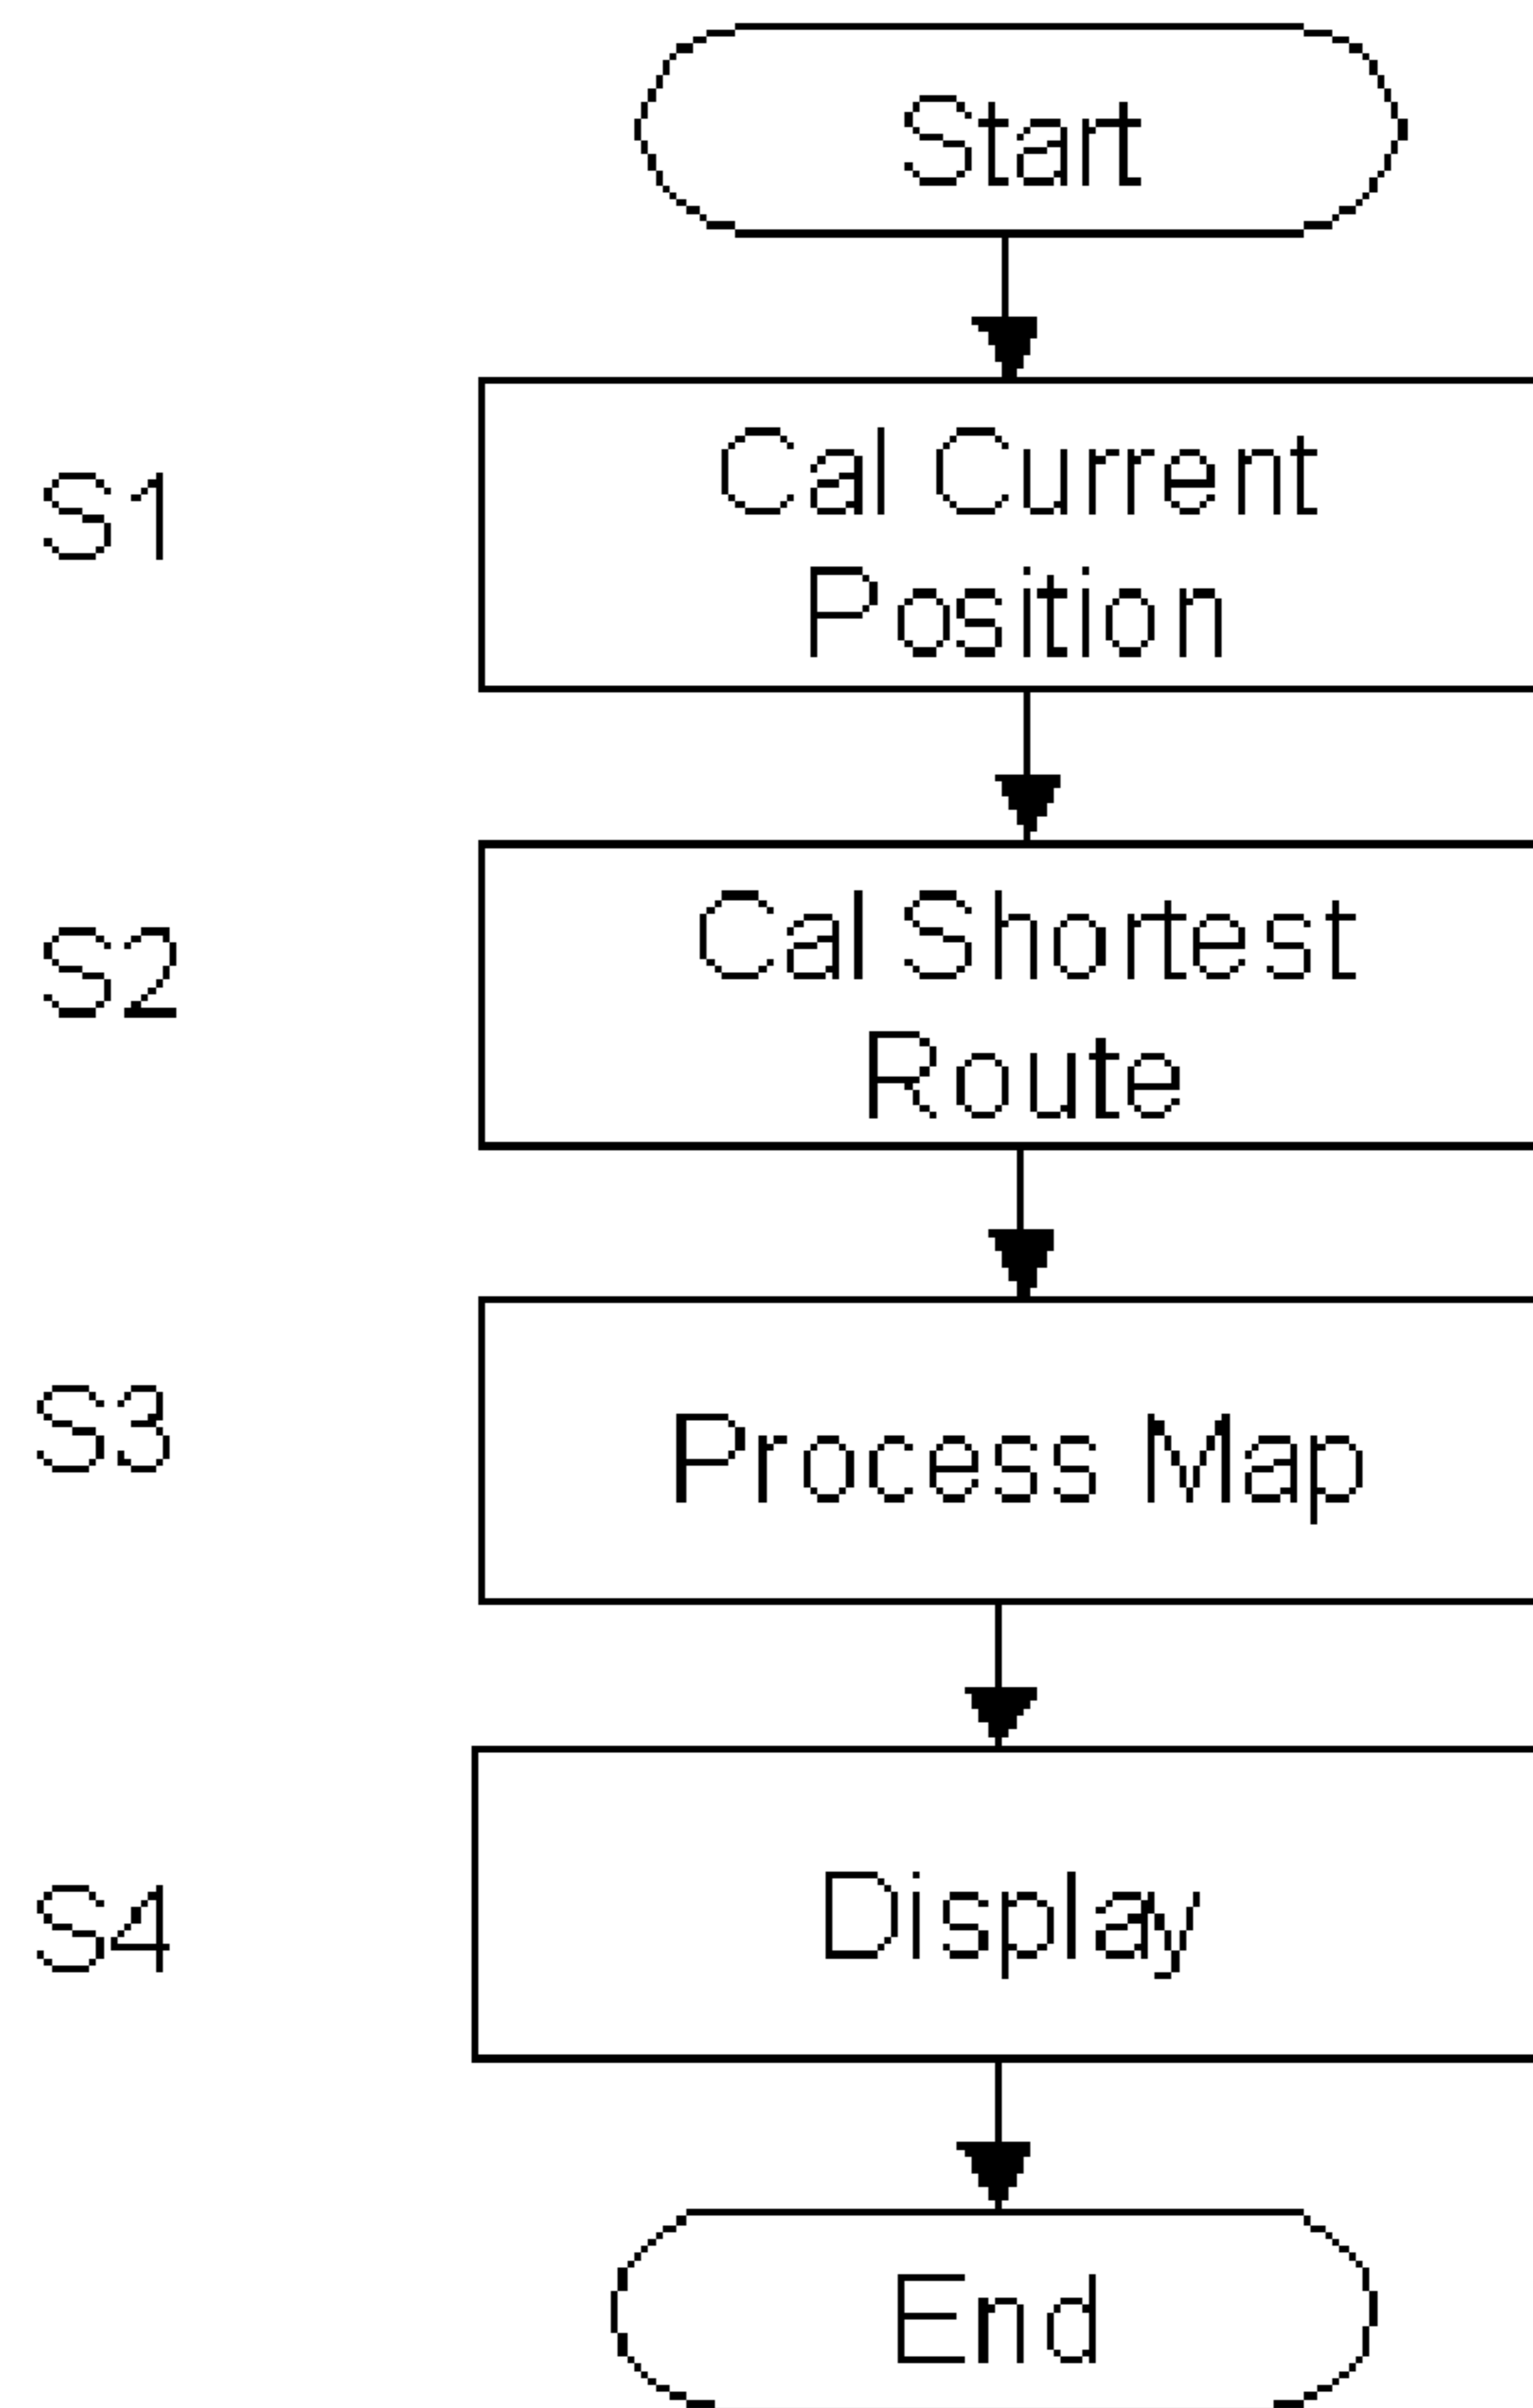 Start
S1
Cal Current
Position
S2
Cal Shortest
Route
S3
Process Map
S4
Display
End